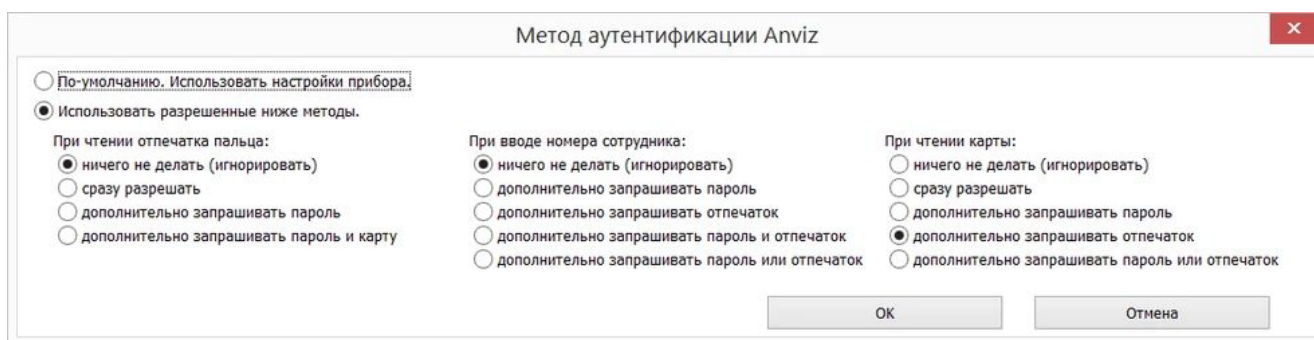 Метод аутентификации Anviz
По-умолчанию. Использовать настройки прибора.
Использовать разрешенные ниже методы.
При чтении отпечатка пальца:
ничего не делать (игнорировать)
сразу разрешать
дополнительно запрашивать пароль
дополнительно запрашивать пароль и карту
При вводе номера сотрудника:
ничего не делать (игнорировать)
дополнительно запрашивать пароль
дополнительно запрашивать отпечаток
дополнительно запрашивать пароль и отпечаток
дополнительно запрашивать пароль или отпечаток
При чтении карты:
ничего не делать (игнорировать)
сразу разрешать
дополнительно запрашивать пароль
дополнительно запрашивать отпечаток
дополнительно запрашивать пароль или отпечаток
ОК
Отмена